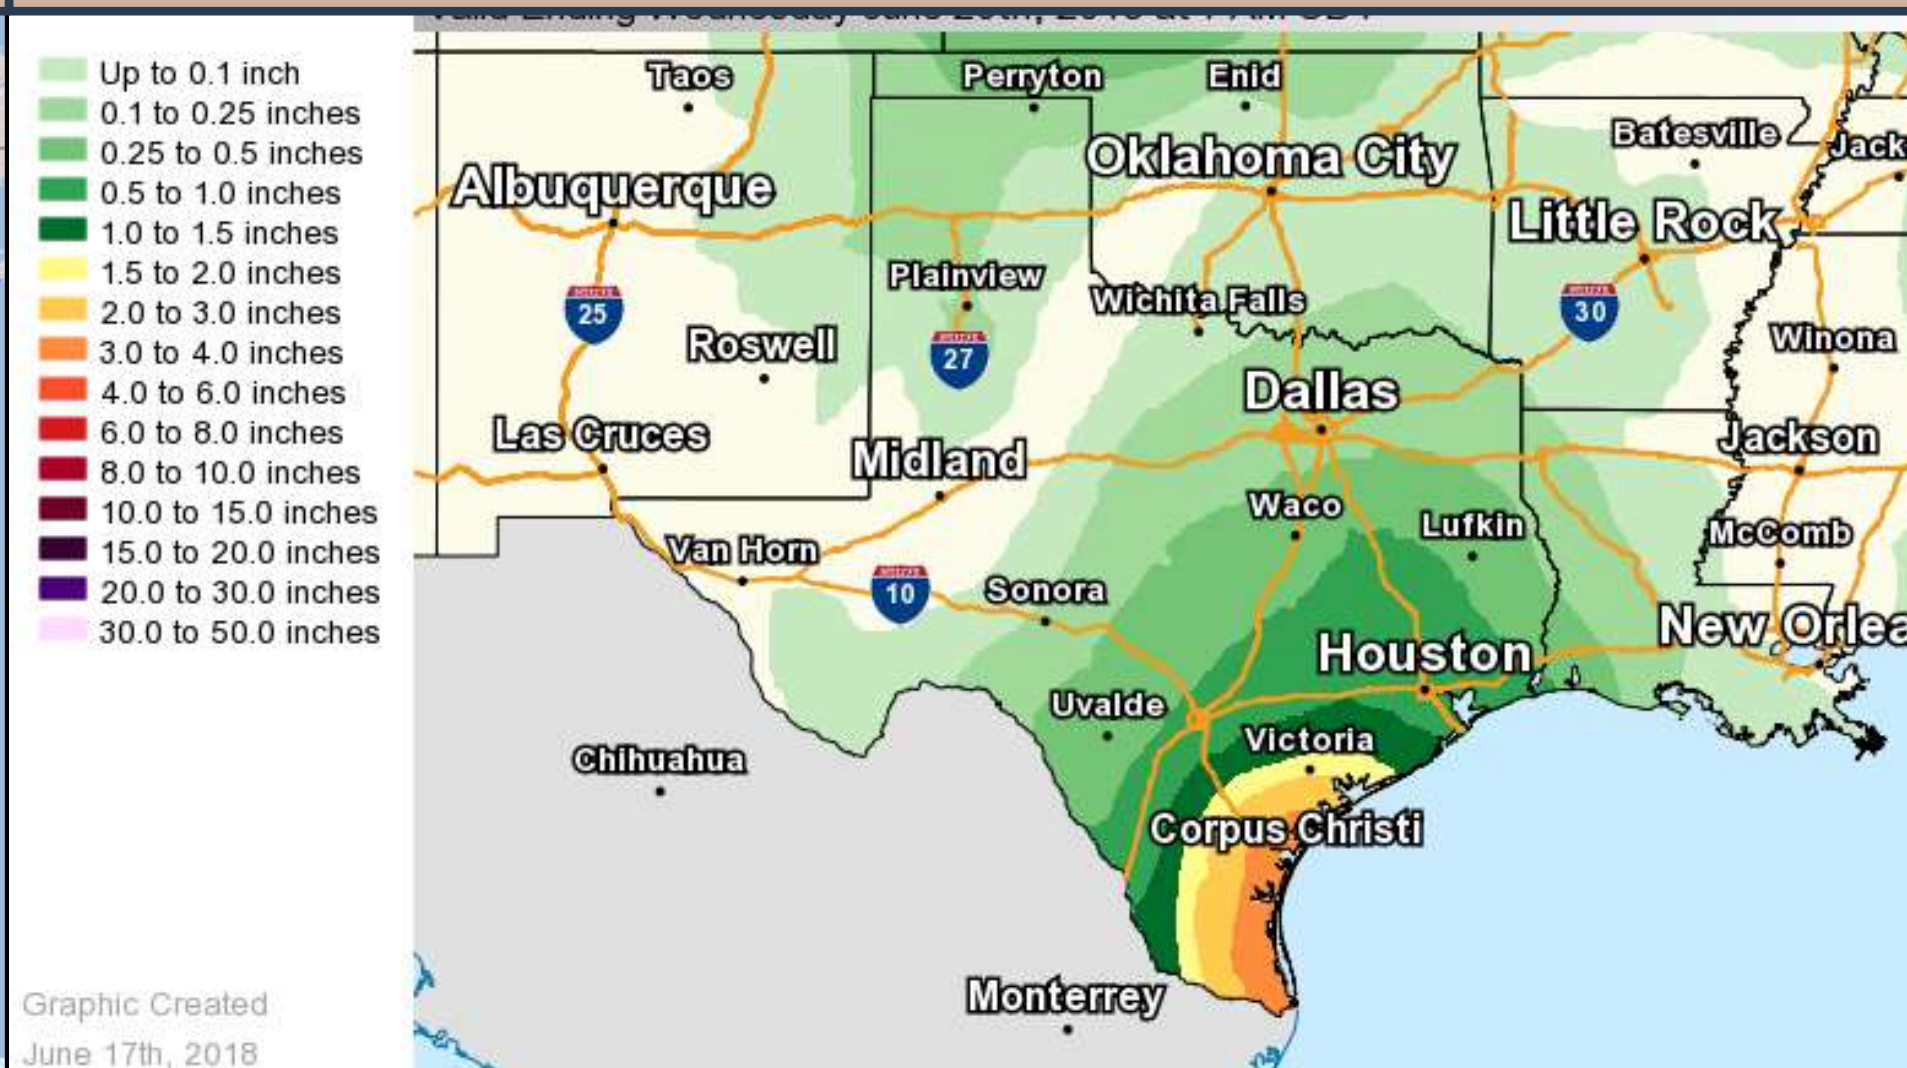 Up to 0.1 inch
0.1 to 0.25 inches
0.25 to 0.5 inches
0.5 to 1.0 inches
1.0 to 1.5 inches
1.5 to 2.0 inches
2.0 to 3.0 inches
3.0 to 4.0 inches
4.0 to 6.0 inches
6.0 to 8.0 inches
8.0 to 10.0 inches
10.0 to 15.0 inches
15.0 to 20.0 inches
20.0 to 30.0 inches
30.0 to 50.0 inches
Graphic Created
June 17th, 2018
Taos
Perryton
Enid
Oklahoma City
Batesville
Jack
Albuquerque
Little Rock
Plainview
Wichita Falls
25
30
Roswell
27
Winona
Dallas
Las Cruces
Midland
Jackson
Waco
Lufkin
McComb
Van Horn
10
Sonora
New Orlea
Houston
Uvalde
Victoria
Chihuahua
Corpus Christi
Monterrey